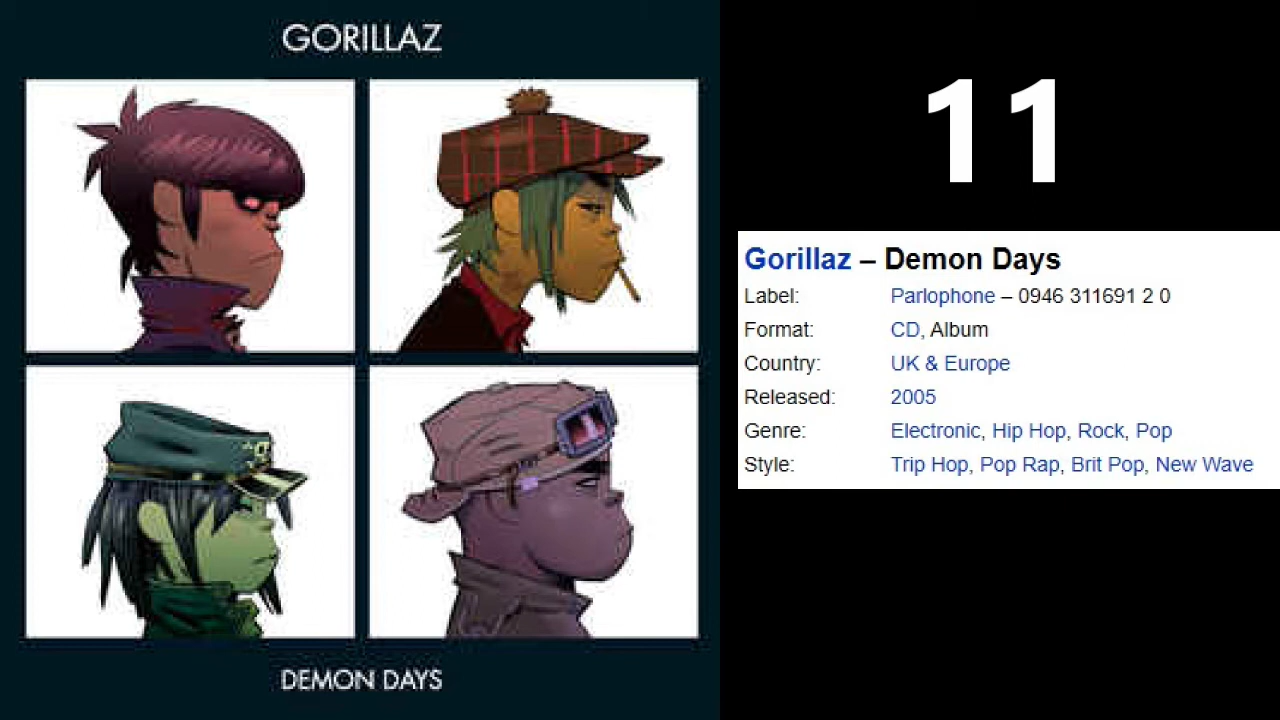 GORILLAZ
DEMON DAYS
11
Gorillaz – Demon Days
Label: Parlophone – 0946 311691 2 0
Format: CD, Album
Country: UK & Europe
Released: 2005
Genre: Electronic, Hip Hop, Rock, Pop
Style: Trip Hop, Pop Rap, Brit Pop, New Wave